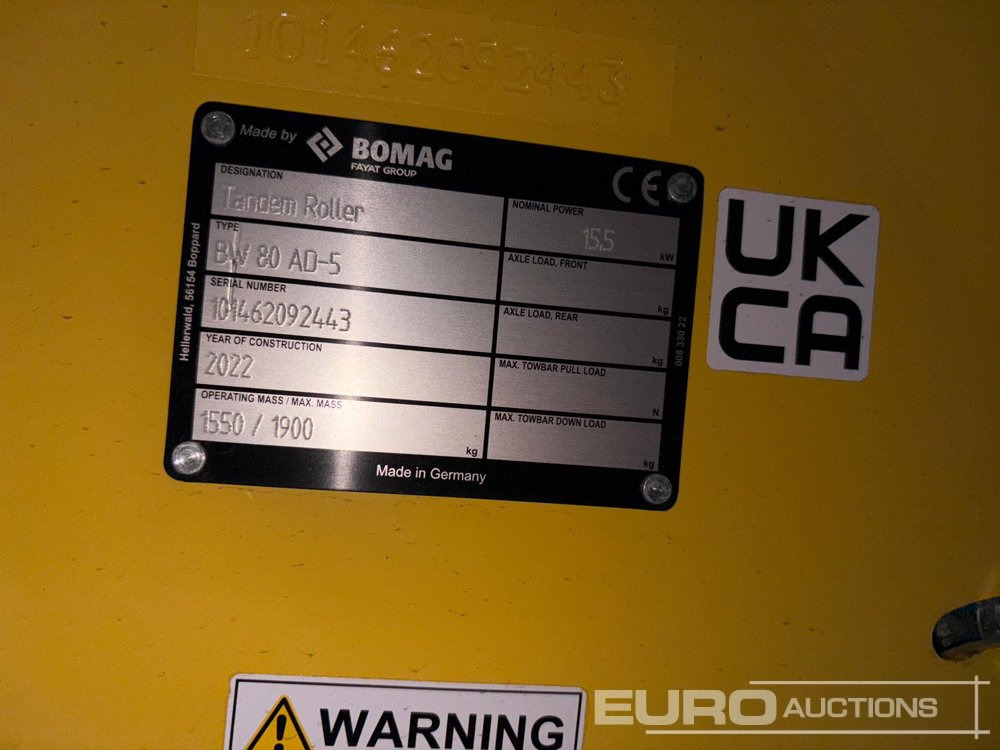 101462092443
Made by BOMAG
FAYAT GROUP
CE
DESIGNATION
Tandem Roller
TYPE
BW 80 AD-5
SERIAL NUMBER
101462092443
YEAR OF CONSTRUCTION
2022
OPERATING MASS / MAX. MASS
1550 / 1900
kg
NOMINAL POWER
15.5
kW
AXLE LOAD, FRONT
kg
AXLE LOAD, REAR
kg
MAX. TOWBAR PULL LOAD
N
MAX. TOWBAR DOWN LOAD
kg
Hellerwald, 56154 Boppard
008 330 22
Made in Germany
UK
CA
WARNING
EURO AUCTIONS